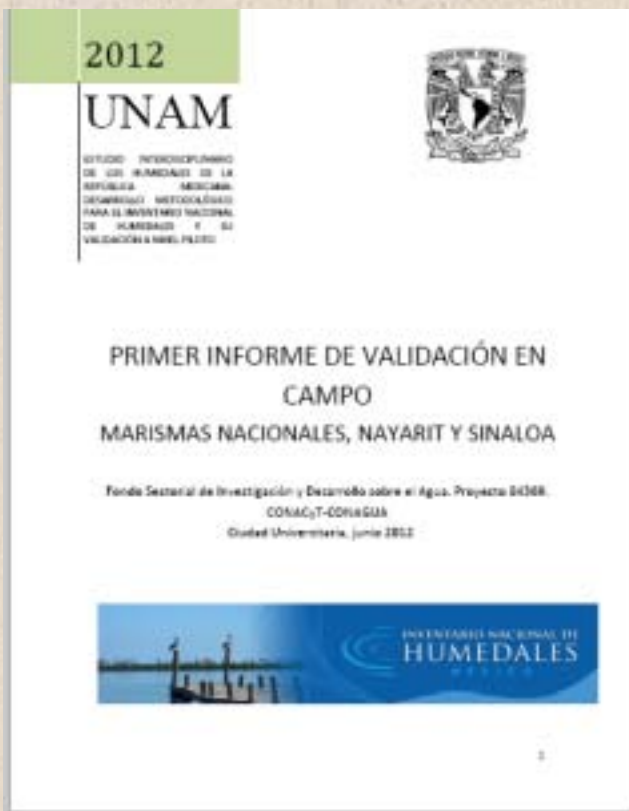 2012
UNAM
ESTUDIO INTERDISCIPLINARIO
DE LOS HUMEDALES DE LA
REPÚBLICA MEXICANA:
DESARROLLO METODOLÓGICO
PARA EL INVENTARIO NACIONAL
DE HUMEDALES Y SU
VALIDACIÓN A NIVEL PILOTO
PRIMER INFORME DE VALIDACIÓN EN
CAMPO
MARISMAS NACIONALES, NAYARIT Y SINALOA
Fondo Sectorial de Investigación y Desarrollo sobre el Agua. Proyecto
CONACyT-CONAGUA
Ciudad Universitaria, junio 2012
INVENTARIO NACIONAL DE
HUMEDALES
MÉXICO